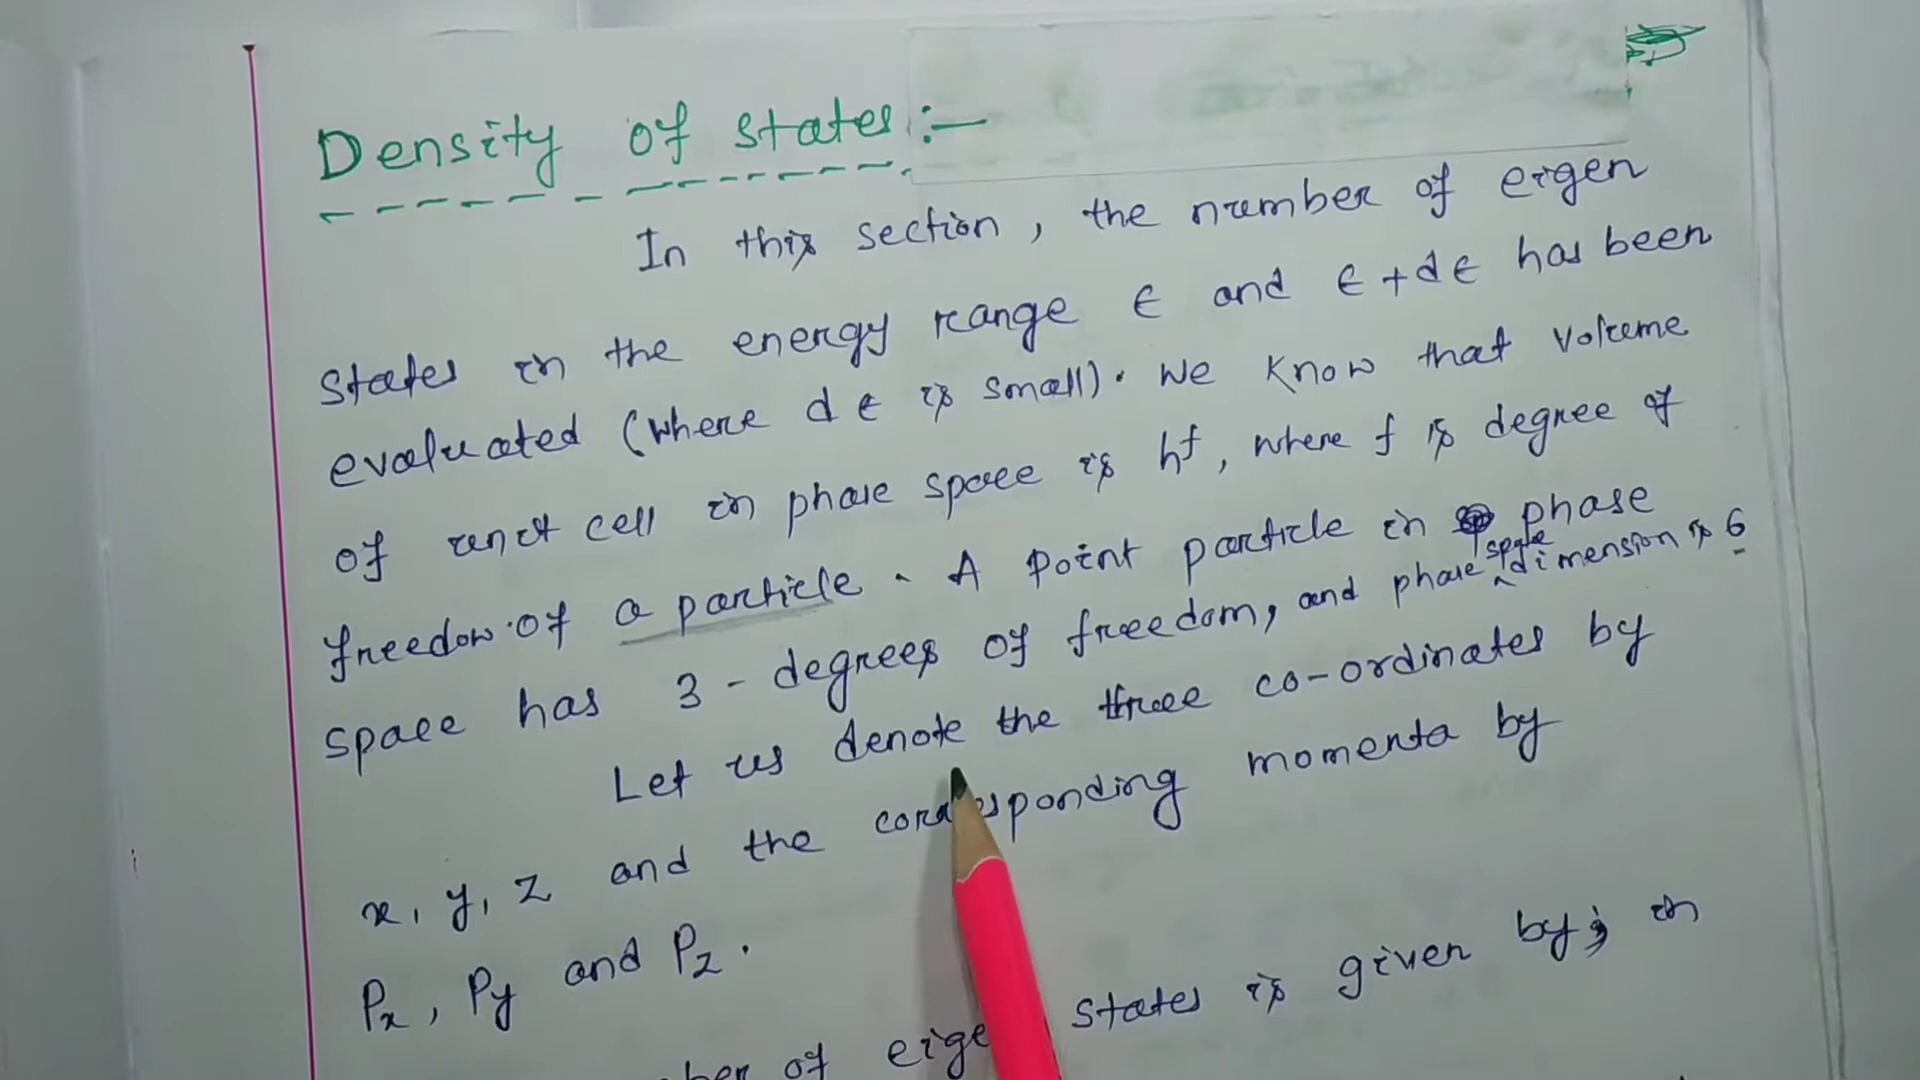 Density of states :-
In this section, the number of eigen
states in the energy range ϵ and ϵ+dϵ has been
evaluated (where dϵ is small). We know that volume
of unit cell in phase space is h^f, where f is degree of
freedom of a particle. A point particle in phase
space has 3-degrees of freedom, and phase space dimension is 6
Let us denote the three co-ordinates by
x, y, z and the corresponding momenta by
Px, Py and Pz.
of eige states is given by; in